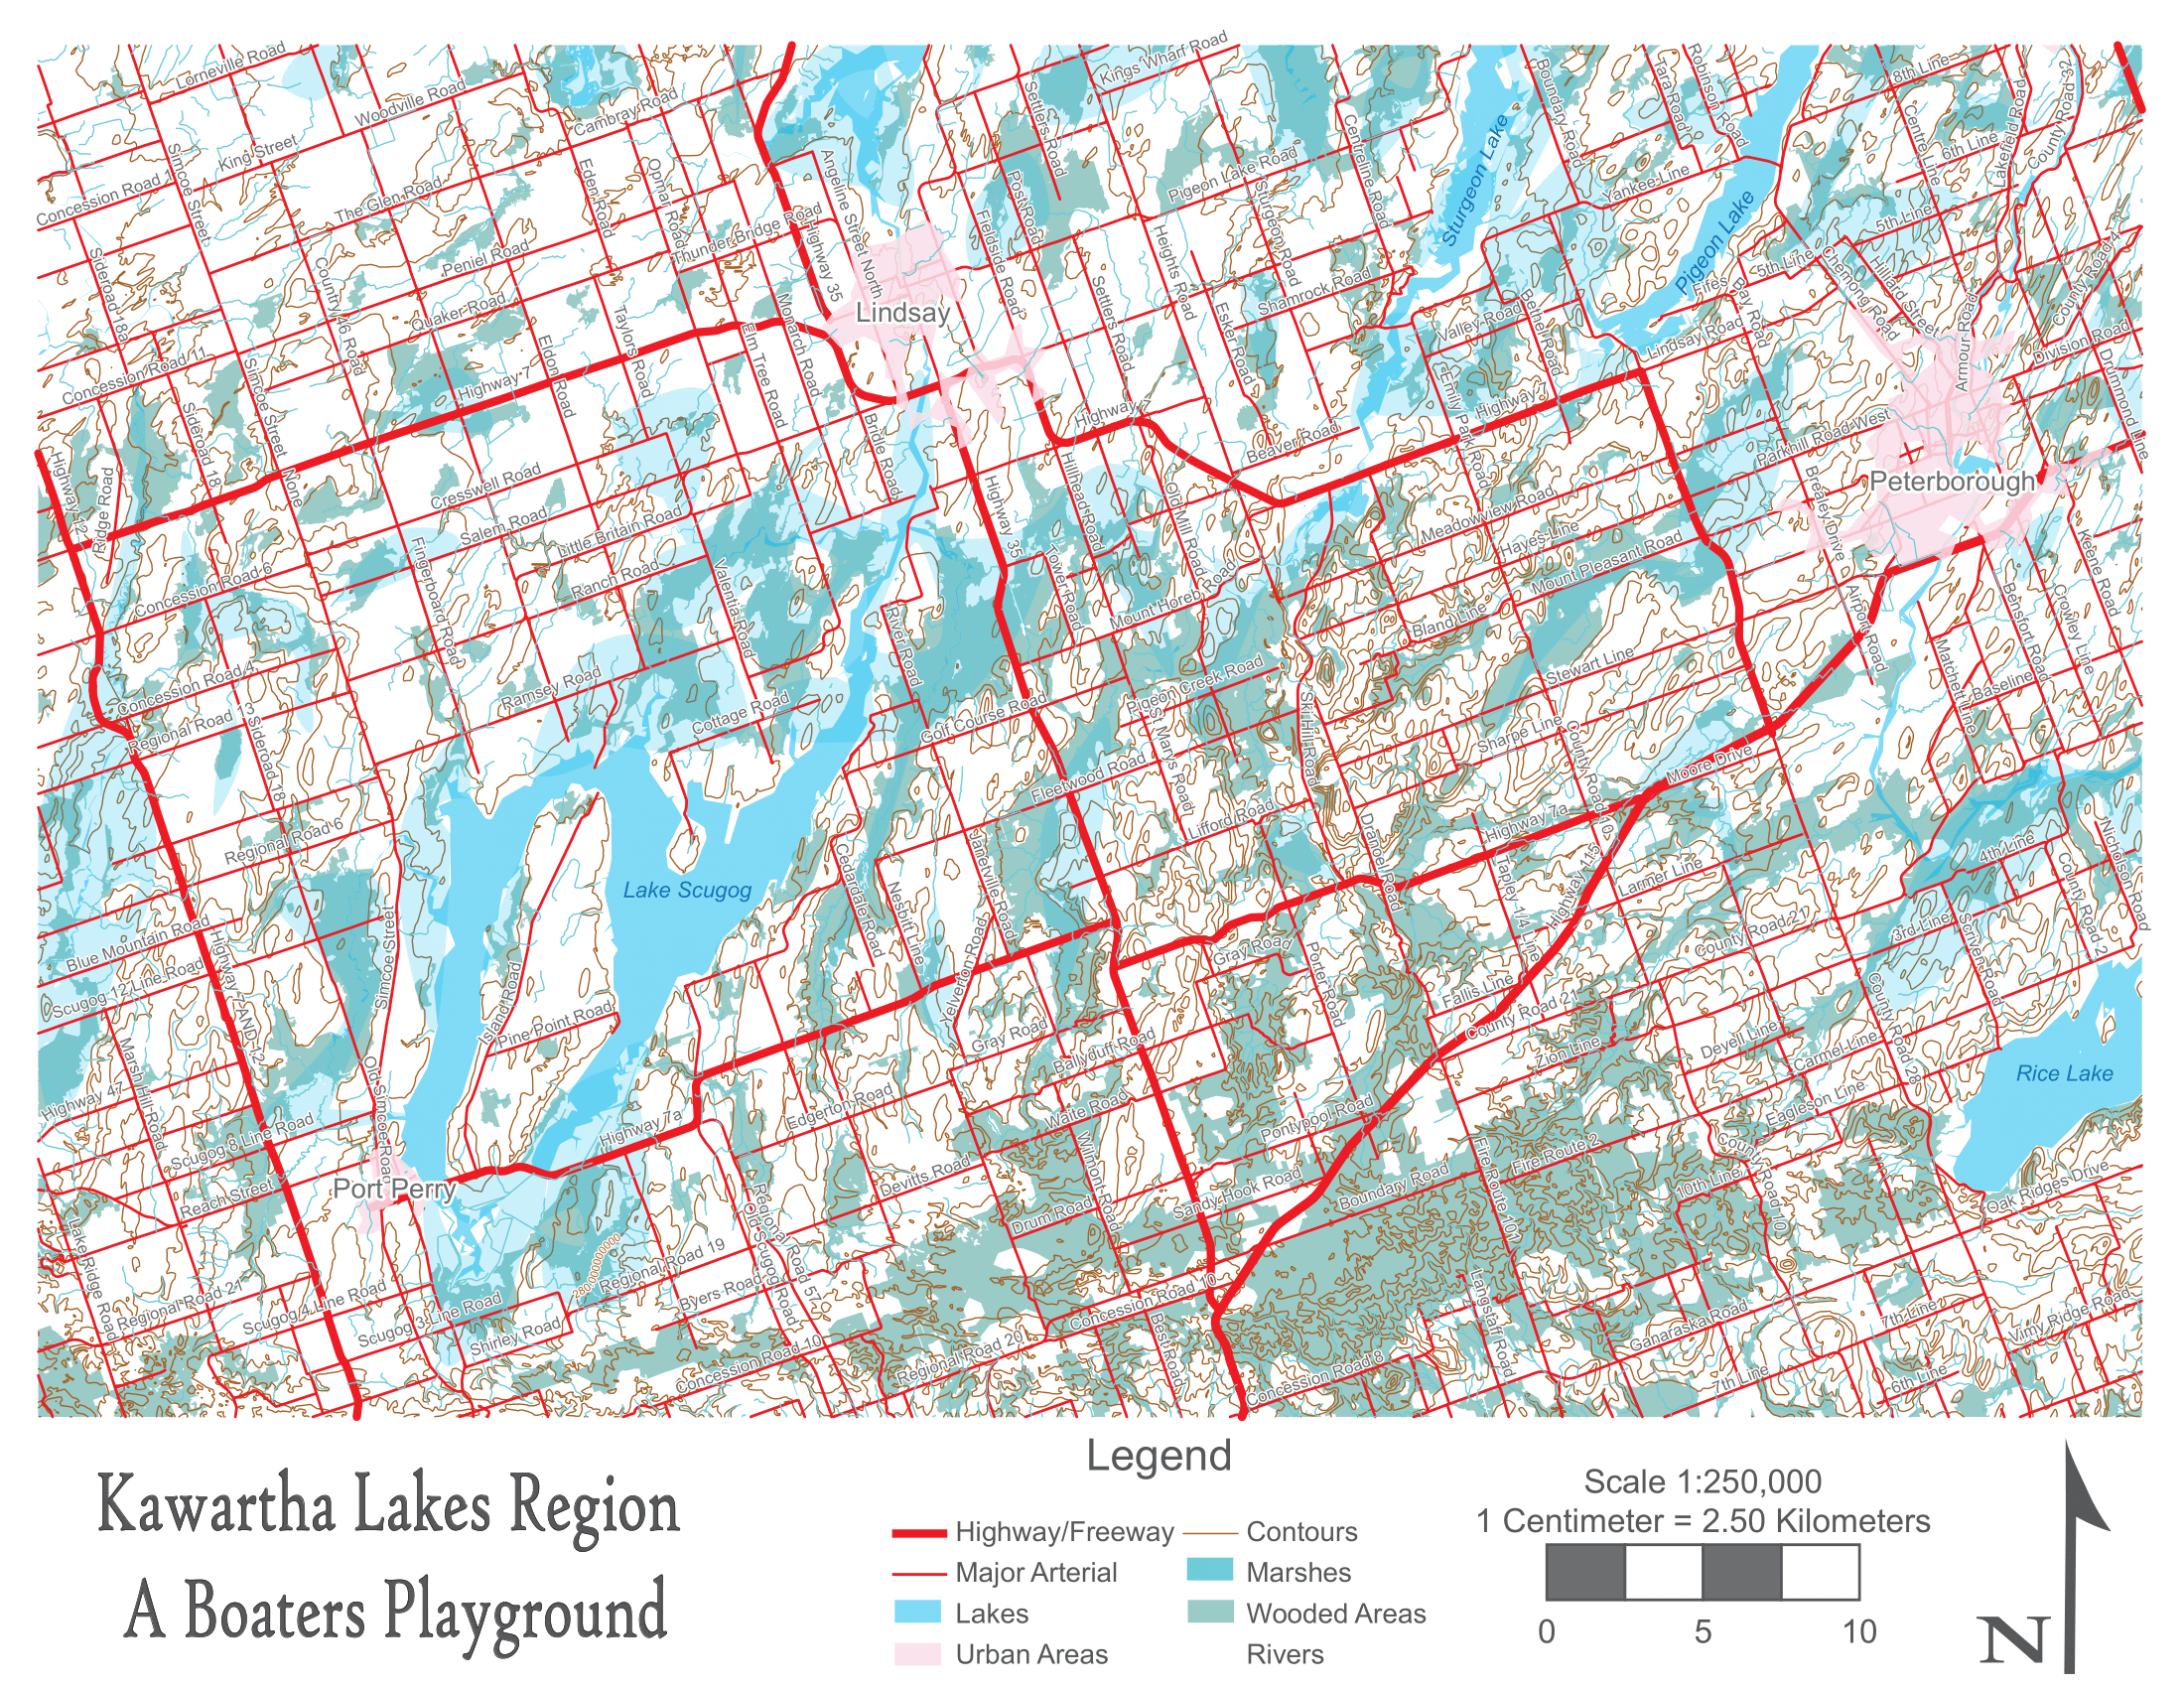 Lorneville Road
Woodville Road
King Street
Simcoe Street
Concession Road 1
The Glen Road
Cambray Road
Eden Road
Opmar Road
Angeline Street North
Highway 35
Thunder Bridge Road
Peniel Road
Quaker Road
Sideroad 18a
County 46 Road
Taylors Road
Elm Tree Road
Monarch Road
Concession Road 11
Simcoe Street
Sideroad 18
None
Highway 7
Eldon Road
Bridle Road
Lindsay
Settlers Road
Kings Wharf Road
Post Road
Fieldside Road
Pigeon Lake Road
Sturgeon Road
Centreline Road
Heights Road
Settlers Road
Esker Road
Shamrock Road
Sturgeon Lake
Boundary Road
Tara Road
Robinson Road
Yankee Line
Pigeon Lake
Fifes
Bay Road
5th Line
Chemong Road
Hillard Street
8th Line
Centre Line
6th Line
5th Line
Lakefield Road
County Road 32
County Road 4
Armour Road
Division Road
Drummond Line
Valley Road
Bethel Road
Lindsay Road
Emily Park Road
Highway 7
Highway 7
Beaver Road
Parkhill Road West
Peterborough
Brealey Drive
Highway 12
Ridge Road
Cresswell Road
Salem Road
Little Britain Road
Ranch Road
Fingerboard Road
Valentia Road
Concession Road 6
Concession Road 4
Regional Road 13
Sideroad 18
Ramsey Road
Cottage Road
River Road
Highway 35
Hillhead Road
Old Mill Road
Tower Road
Mount Horeb Road
Meadowview Road
Hayes Line
Mount Pleasant Road
Bland Line
Stewart Line
Airport Road
Matchett Line
Bensfort Road
Baseline
Crowley Line
Keene Road
Golf Course Road
Pigeon Creek Road
St Marys Road
Ski Hill Road
Sharpe Line
County Road 10
Moore Drive
Fleetwood Road
Lifford Road
Regional Road 6
Lake Scugog
Cedardale Road
Nesbitt Line
Janetville Road
Yelverton Road
Dranoel Road
Highway 7a
Tapley 1/4 Line
Highway 115
Larmer Line
County Road 21
4th Line
3rd Line
Scriven Road
County Road 2
Nicholson Road
Blue Mountain Road
Scugog 12 Line Road
Highway 7AND 12
Simcoe Street
Island Road
Pine Point Road
Gray Road
Porter Road
Fallis Line
County Road 21
Zion Line
Deyell Line
Carmel Line
County Road 28
Eagleson Line
Rice Lake
Marsh Hill Road
Highway 47
Old Simcoe Road
Scugog 8 Line Road
Reach Street
Port Perry
Highway 7a
Edgerton Road
Gray Road
Ballyduff Road
Waite Road
Wilmont Road
Devitts Road
Pontypool Road
Sandy Hook Road
Boundary Road
Fire Route 2
Fire Route 101
County Road 10
10th Line
Oak Ridges Drive
Lake Ridge Road
Regional Road 21
Scugog 4 Line Road
Scugog 3 Line Road
Shirley Road
Regional Road 19
Byers Road
Old Scugog Road
Regional Road 57
Drum Road
Concession Road 10
Concession Road 10
Regional Road 20
Best Road
Concession Road 8
Langstaff Road
Ganaraska Road
7th Line
7th Line
6th Line
Vimy Ridge Road
Kawartha Lakes Region
A Boaters Playground
Legend
Highway/Freeway
Major Arterial
Lakes
Urban Areas
Contours
Marshes
Wooded Areas
Rivers
Scale 1:250,000
1 Centimeter = 2.50 Kilometers
0 5 10
N